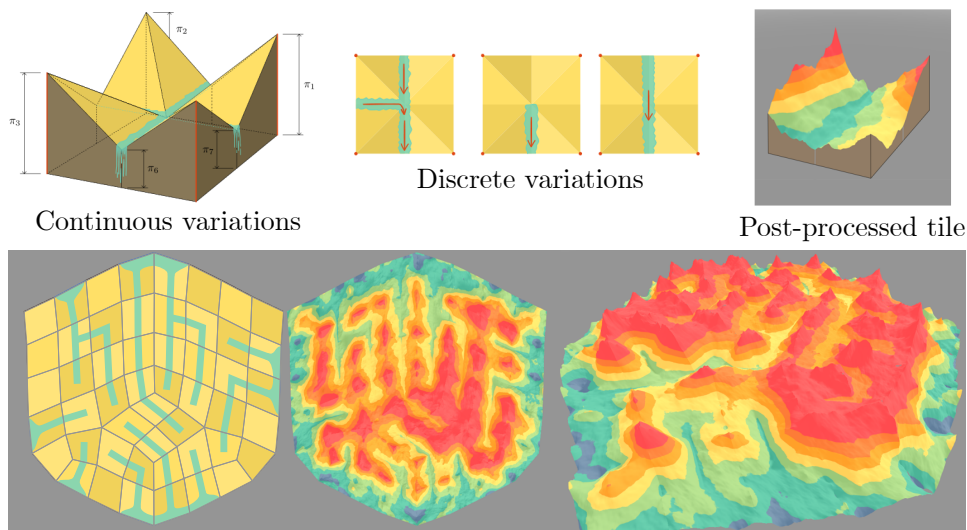 π₂
π₁
π₃
π₇
π₆
Continuous variations
Discrete variations
Post-processed tile